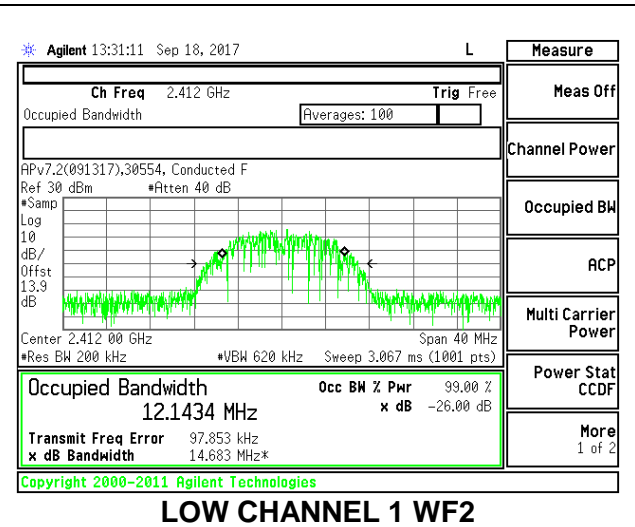 Agilent 13:31:11 Sep 18, 2017 L Measure
Ch Freq 2.412 GHz Trig Free
Meas Off
Occupied Bandwidth Averages: 100
Channel Power
APv7.2(091317),30554, Conducted F
Ref 30 dBm #Atten 40 dB
#Samp
Occupied BW
Log
10
dB/
ACP
Offst
13.9
dB
Multi Carrier
Power
Center 2.412 00 GHz Span 40 MHz
#Res BW 200 kHz #VBW 620 kHz Sweep 3.067 ms (1001 pts)
Power Stat
CCDF
Occupied Bandwidth Occ BW % Pwr 99.00 %
12.1434 MHz x dB -26.00 dB
Transmit Freq Error 97.853 kHz
x dB Bandwidth 14.683 MHz*
More
1 of 2
Copyright 2000-2011 Agilent Technologies
LOW CHANNEL 1 WF2